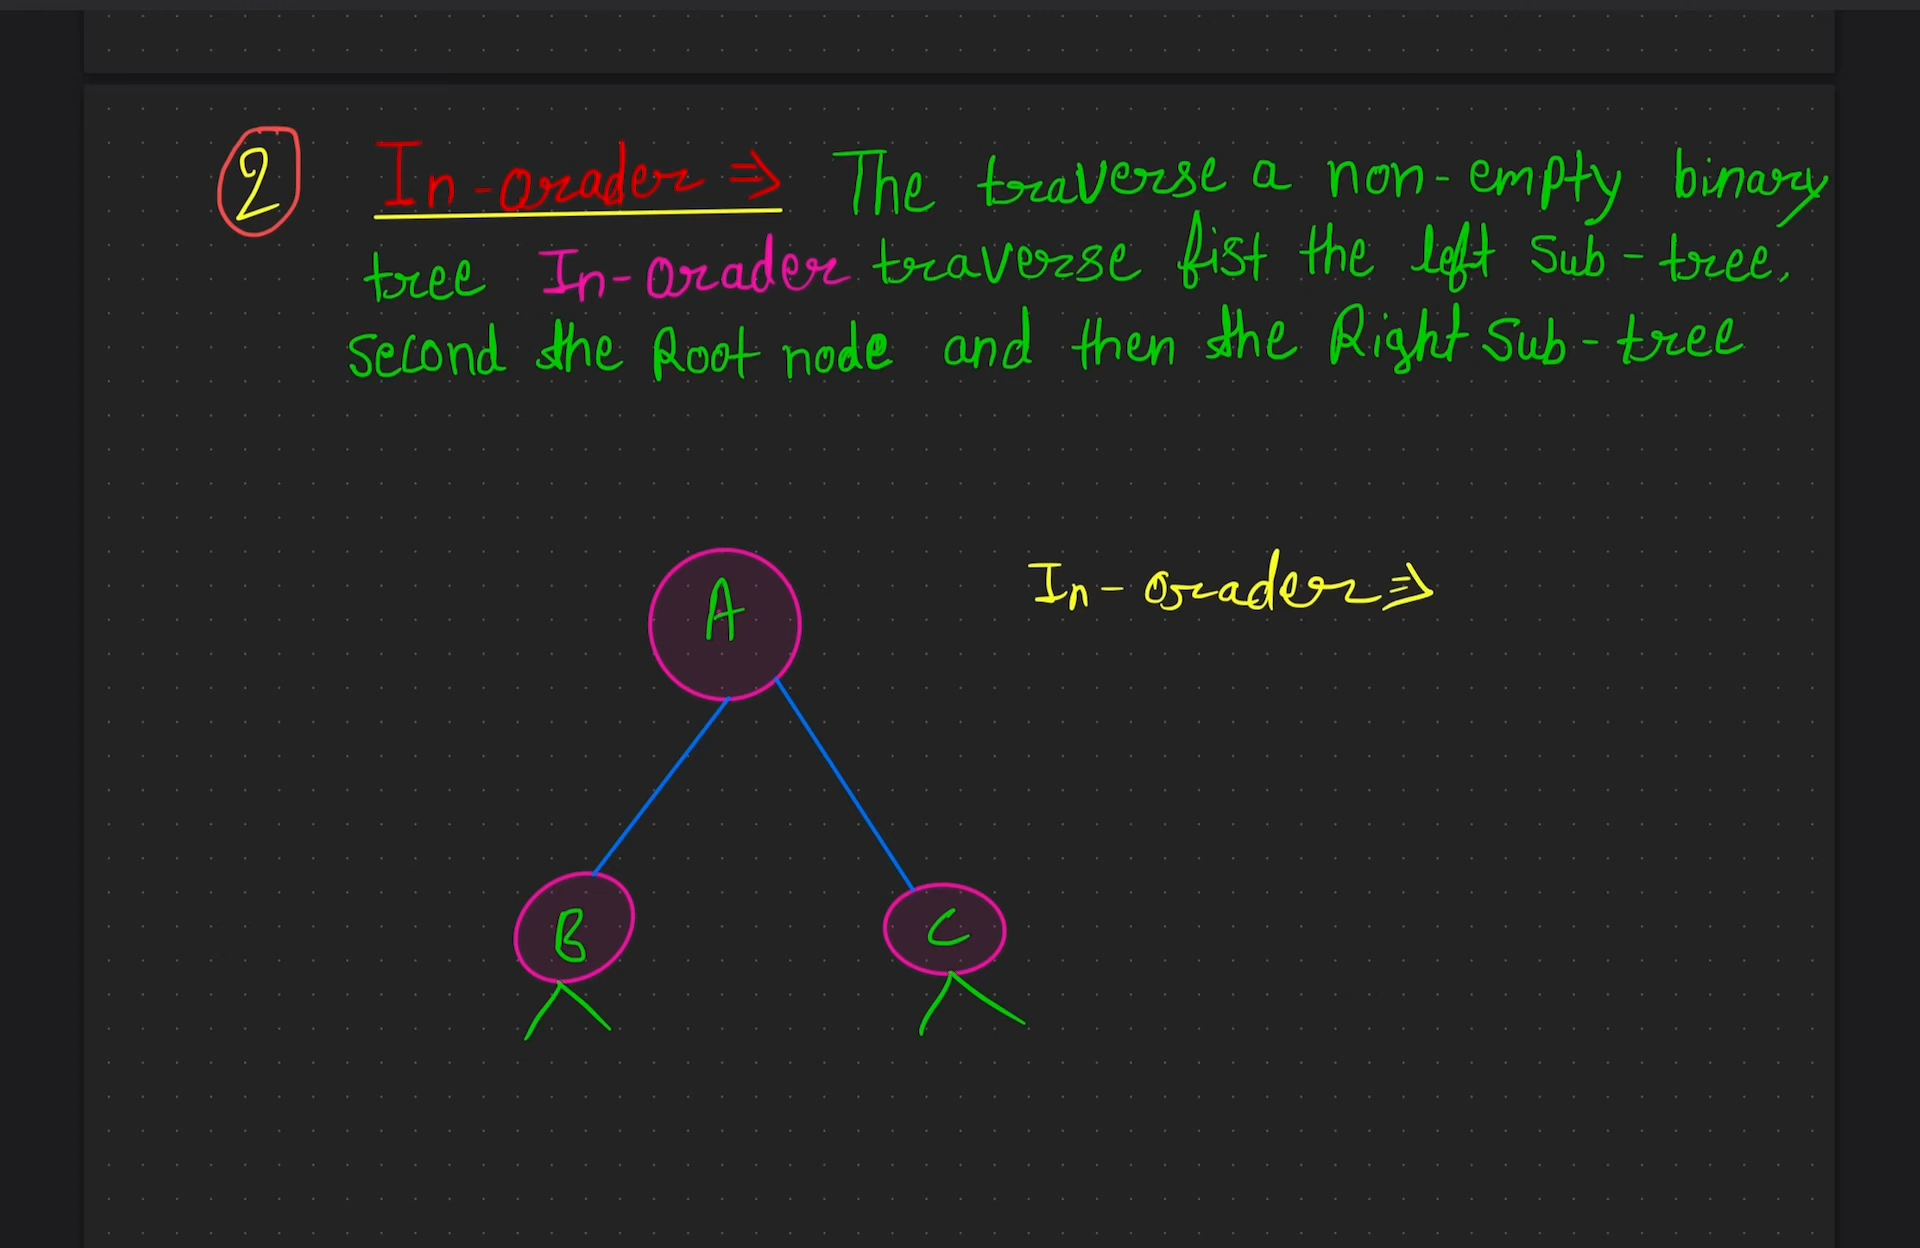 2 In-orader ⇒ The traverse a non-empty binary
tree In-orader traverse fist the left Sub-tree,
second the Root node and then the Right Sub-tree
In-orader ⇒
A
B
C